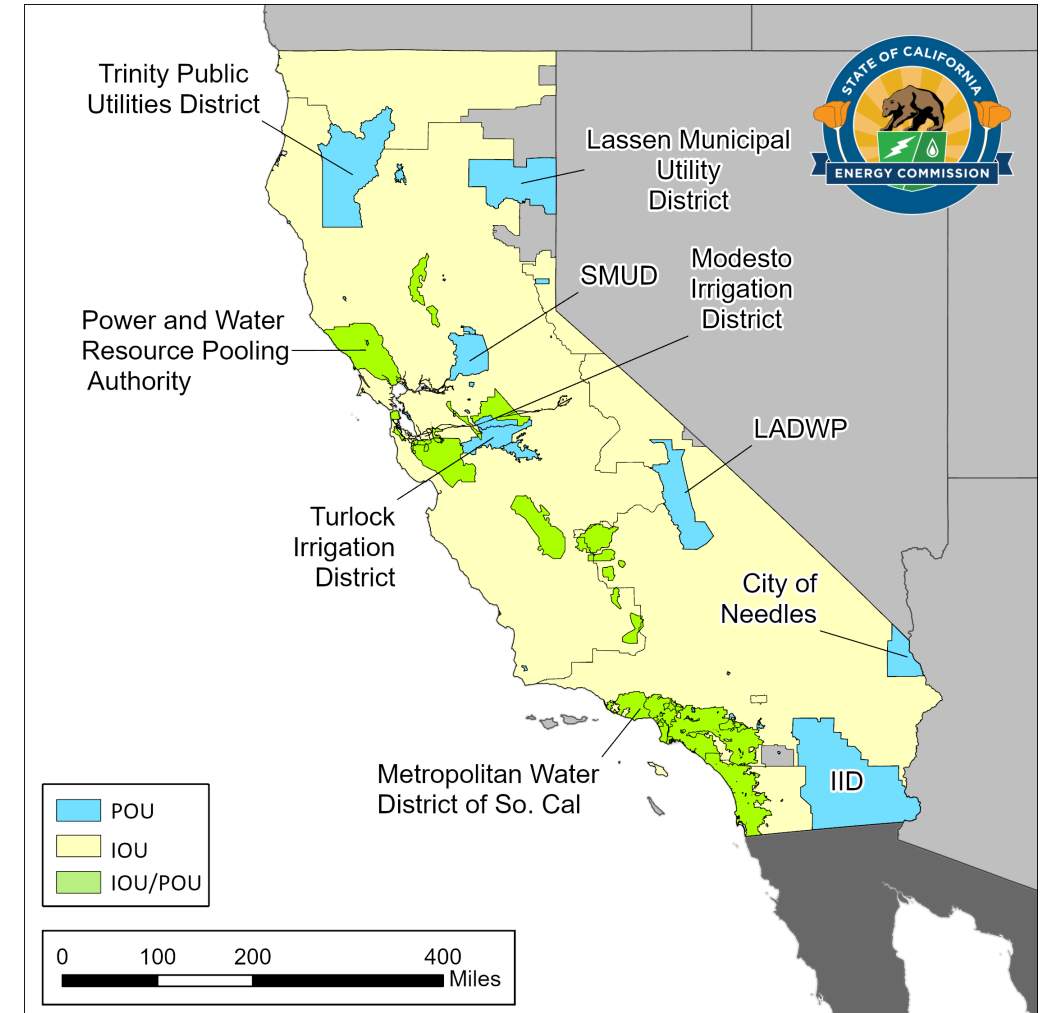 Trinity Public
Utilities District
STATE OF CALIFORNIA
ENERGY COMMISSION
Lassen Municipal
Utility
District
SMUD
Modesto
Irrigation
District
Power and Water
Resource Pooling
Authority
LADWP
Turlock
Irrigation
District
City of
Needles
Metropolitan Water
District of So. Cal
IID
POU
IOU
IOU/POU
0 100 200 400
Miles